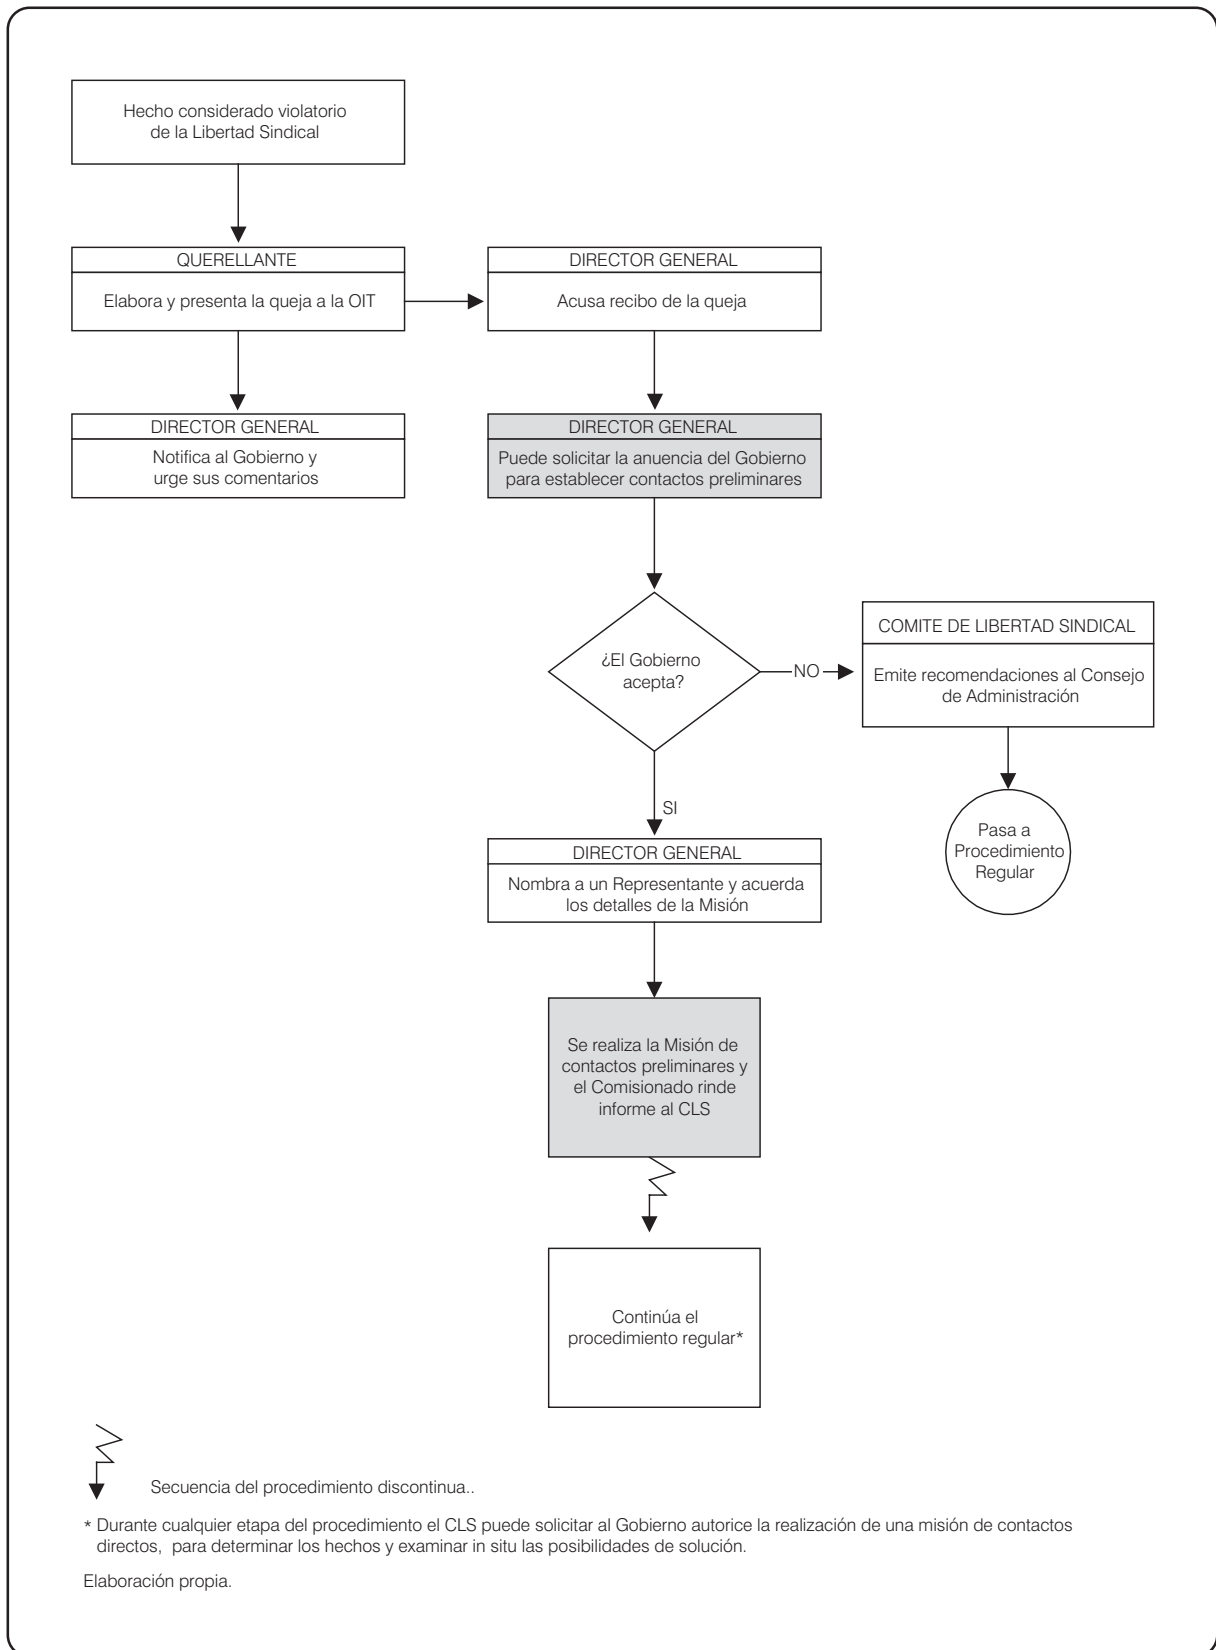 Hecho considerado violatorio
de la Libertad Sindical
QUERELLANTE
Elabora y presenta la queja a la OIT
DIRECTOR GENERAL
Acusa recibo de la queja
DIRECTOR GENERAL
Notifica al Gobierno y
urge sus comentarios
DIRECTOR GENERAL
Puede solicitar la anuencia del Gobierno
para establecer contactos preliminares
¿El Gobierno
acepta?
NO
COMITE DE LIBERTAD SINDICAL
Emite recomendaciones al Consejo
de Administración
Pasa a
Procedimiento
Regular
SI
DIRECTOR GENERAL
Nombra a un Representante y acuerda
los detalles de la Misión
Se realiza la Misión de
contactos preliminares y
el Comisionado rinde
informe al CLS
Continúa el
procedimiento regular*
Secuencia del procedimiento discontinua..
* Durante cualquier etapa del procedimiento el CLS puede solicitar al Gobierno autorice la realización de una misión de contactos
directos, para determinar los hechos y examinar in situ las posibilidades de solución.
Elaboración propia.